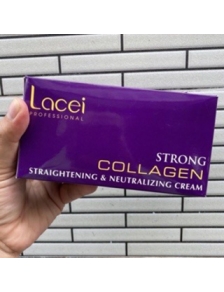 Lacei
PROFESSIONAL
STRONG
COLLAGEN
STRAIGHTENING & NEUTRALIZING CREAM